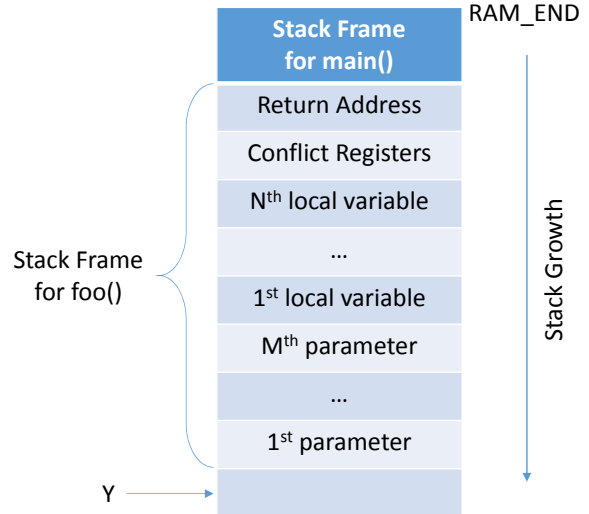 Stack Frame
for main()
RAM_END
Return Address
Conflict Registers
Nth local variable
...
1st local variable
Mth parameter
...
1st parameter
Stack Frame
for foo()
Y
Stack Growth